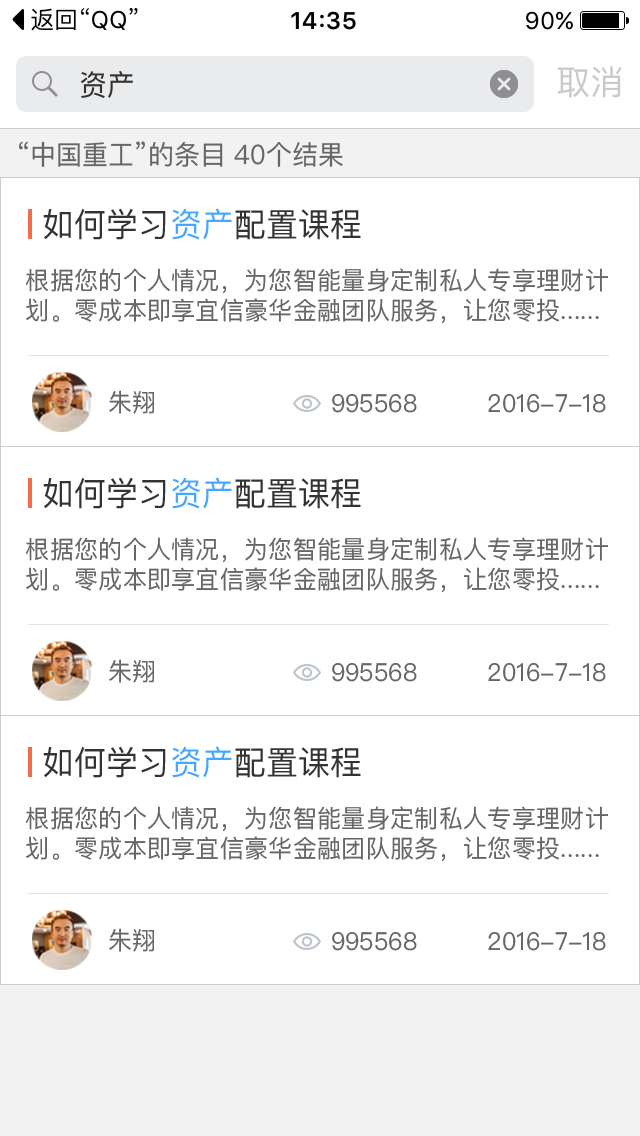 返回“QQ” 14:35 90%
资产 取消
“中国重工”的条目 40个结果
如何学习资产配置课程
根据您的个人情况，为您智能量身定制私人专享理财计
划。零成本即享宜信豪华金融团队服务，让您零投……
朱翔 995568 2016-7-18
如何学习资产配置课程
根据您的个人情况，为您智能量身定制私人专享理财计
划。零成本即享宜信豪华金融团队服务，让您零投……
朱翔 995568 2016-7-18
如何学习资产配置课程
根据您的个人情况，为您智能量身定制私人专享理财计
划。零成本即享宜信豪华金融团队服务，让您零投……
朱翔 995568 2016-7-18